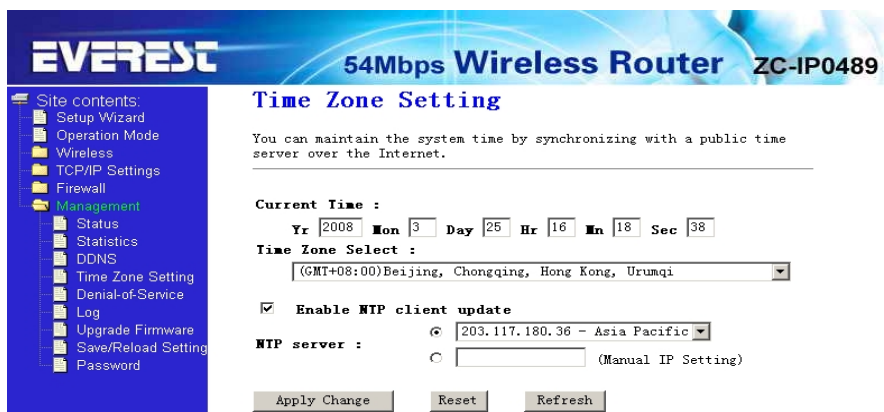 EVEREST
54Mbps Wireless Router ZC-IP0489
Site contents:
Setup Wizard
Operation Mode
Wireless
TCP/IP Settings
Firewall
Management
Status
Statistics
DDNS
Time Zone Setting
Denial-of-Service
Log
Upgrade Firmware
Save/Reload Setting
Password
Time Zone Setting
You can maintain the system time by synchronizing with a public time
server over the Internet.
Current Time :
Yr 2008 Mon 3 Day 25 Hr 16 Mn 18 Sec 38
Time Zone Select :
(GMT+08:00)Beijing, Chongqing, Hong Kong, Urumqi
Enable NTP client update
NTP server :
203.117.180.36 - Asia Pacific
(Manual IP Setting)
Apply Change Reset Refresh